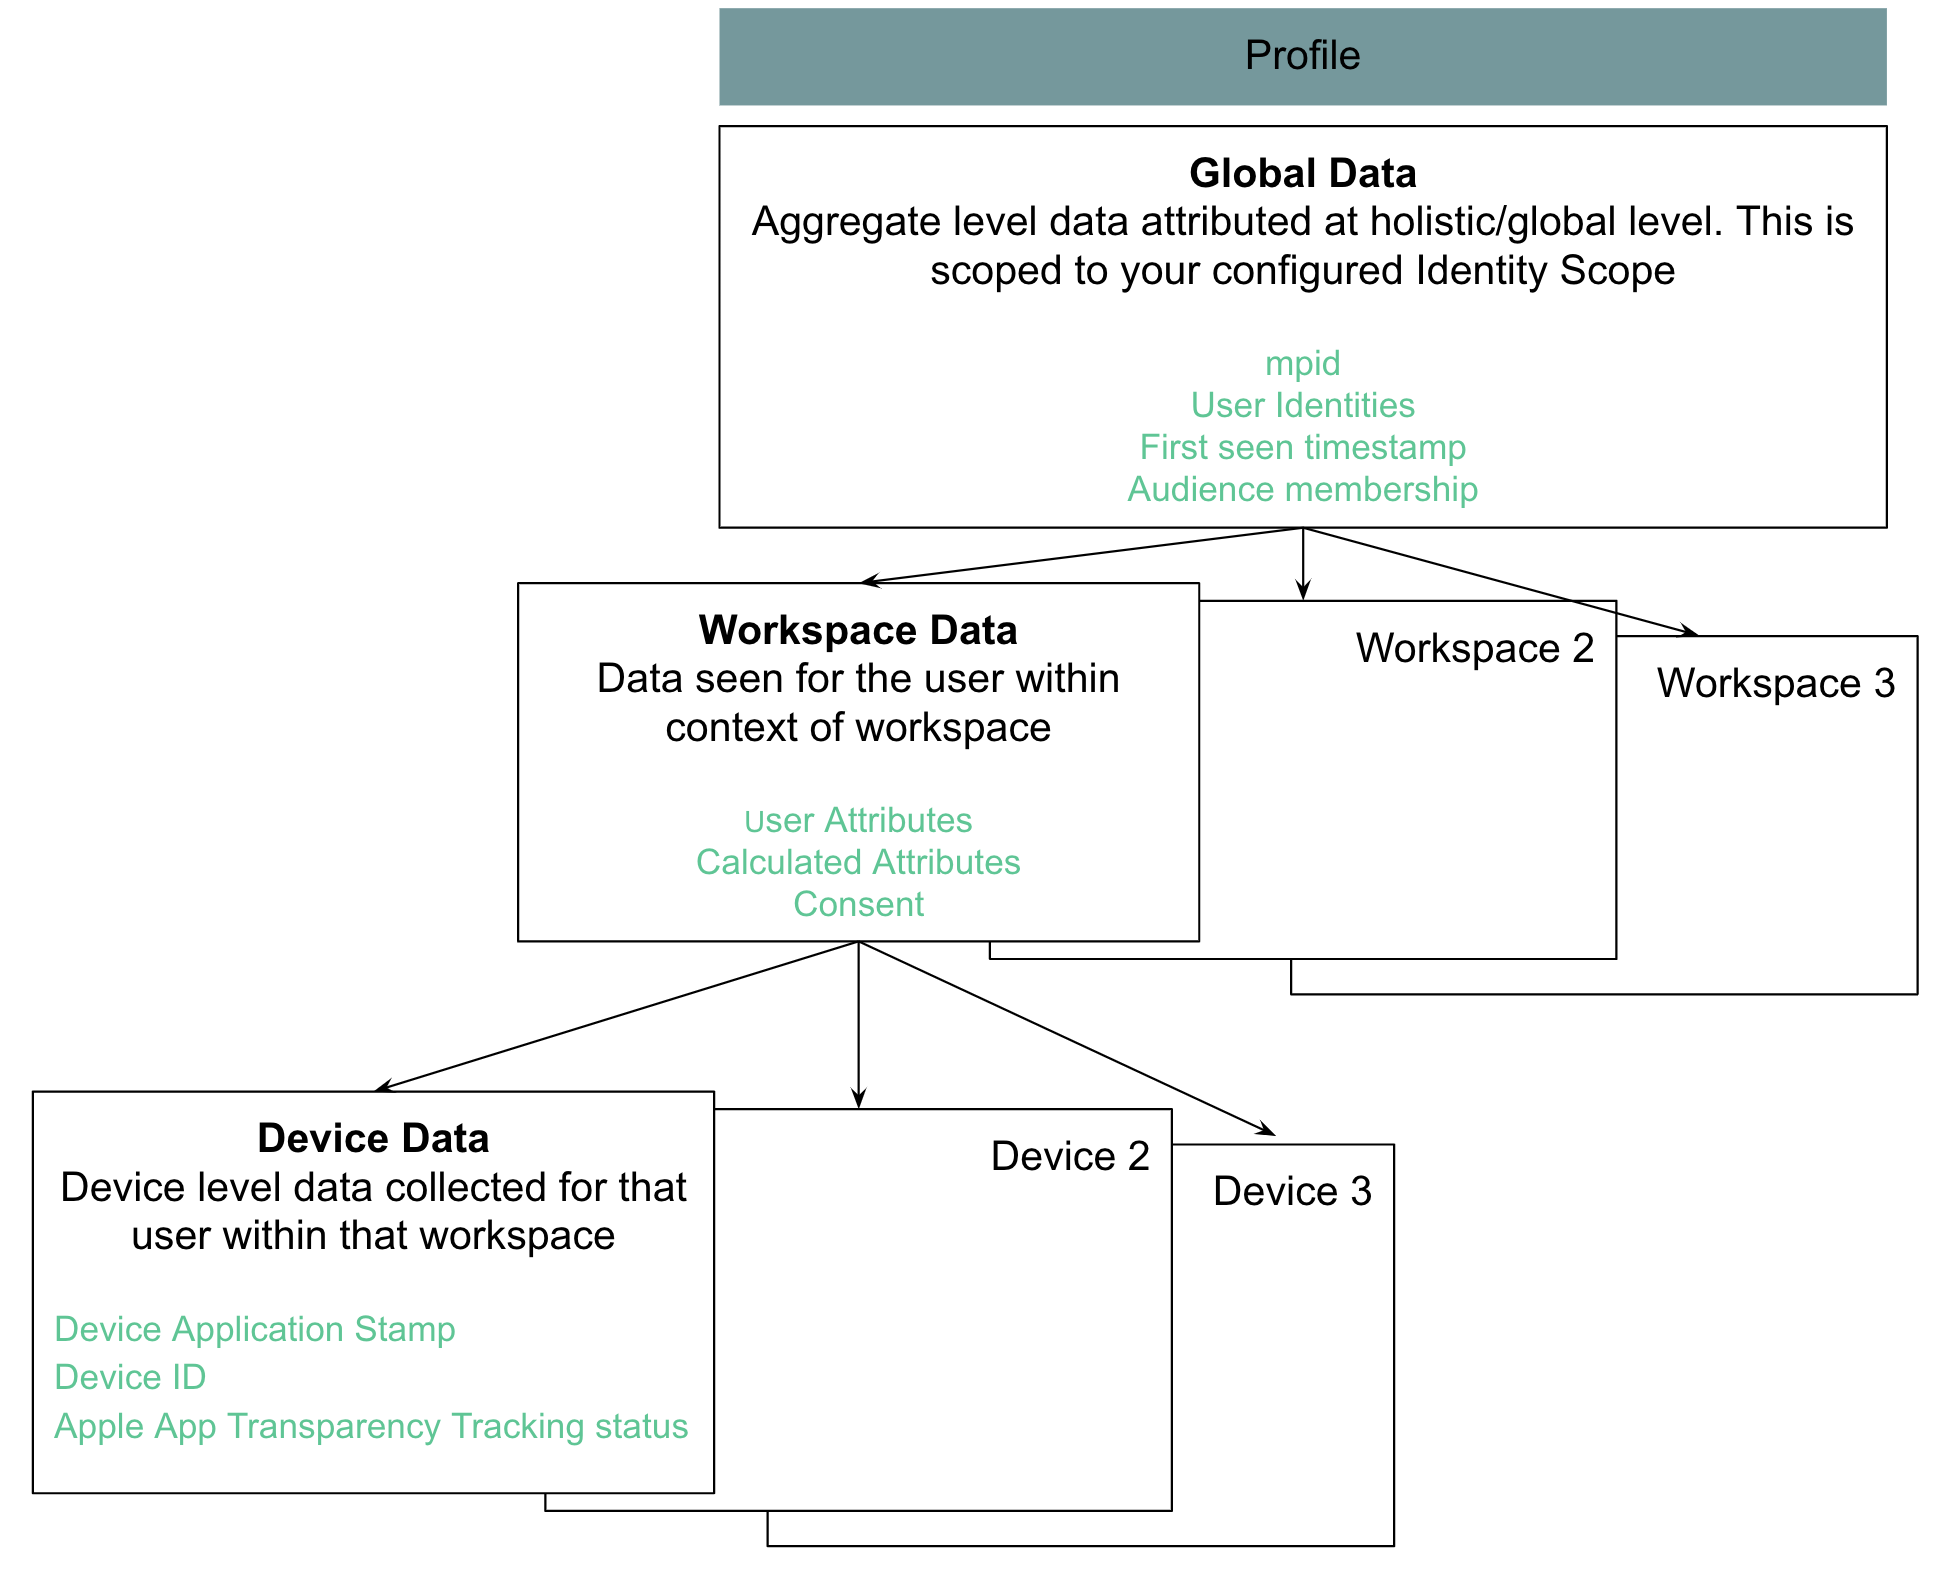 Profile
Global Data
Aggregate level data attributed at holistic/global level. This is
scoped to your configured Identity Scope
mpid
User Identities
First seen timestamp
Audience membership
Workspace Data
Data seen for the user within
context of workspace
User Attributes
Calculated Attributes
Consent
Workspace 2
Workspace 3
Device Data
Device level data collected for that
user within that workspace
Device Application Stamp
Device ID
Apple App Transparency Tracking status
Device 2
Device 3